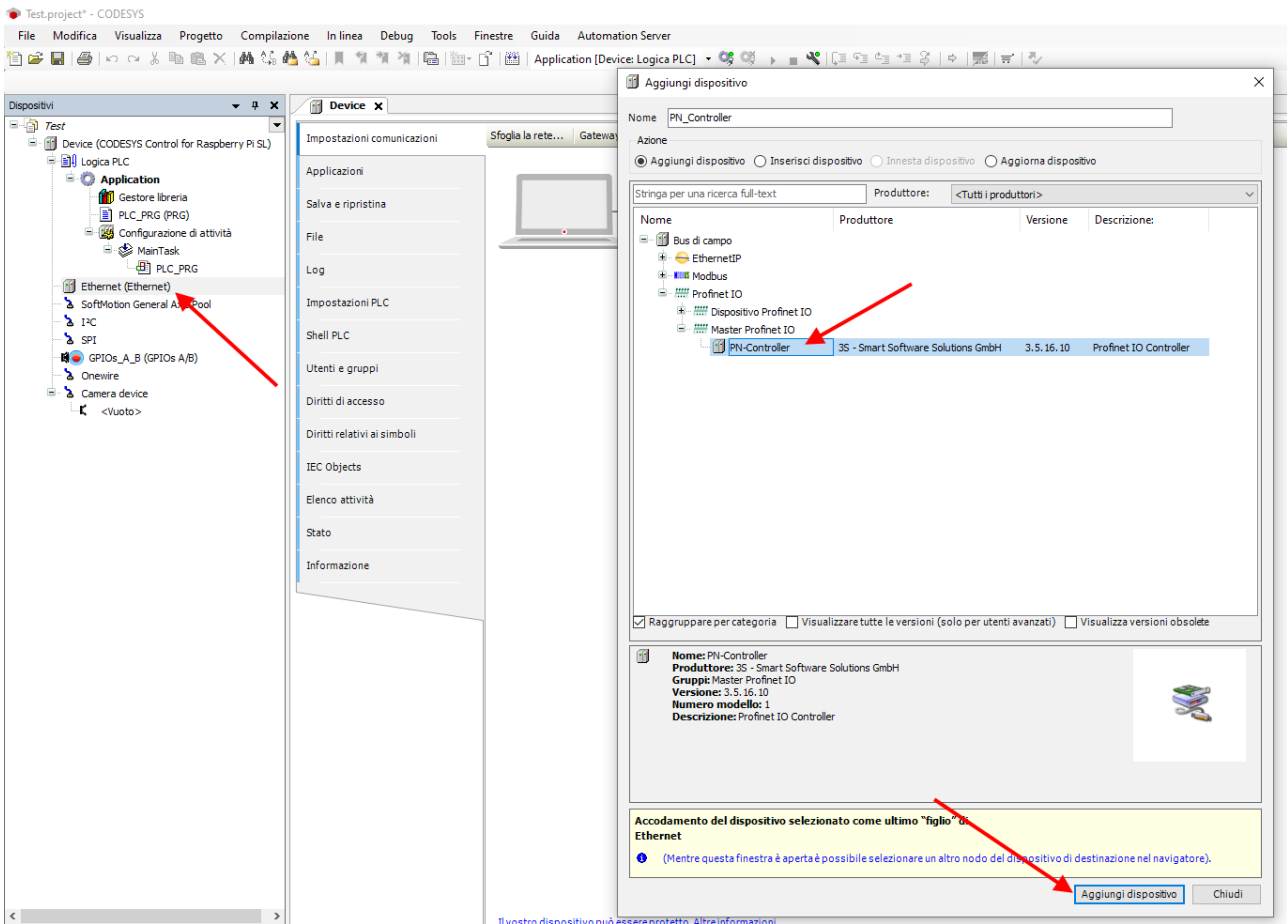 Test.project* - CODESYS
File Modifica Visualizza Progetto Compilazione In linea Debug Tools Finestre Guida Automation Server
Application [Device: Logica PLC]
Dispositivi
Test
Device (CODESYS Control for Raspberry Pi SL)
Logica PLC
Application
Gestore libreria
PLC_PRG (PRG)
Configurazione di attività
MainTask
PLC_PRG
Ethernet (Ethernet)
SoftMotion General Axis Pool
I²C
SPI
GPIOs_A_B (GPIOs A/B)
Onewire
Camera device
<Vuoto>
Device
Impostazioni comunicazioni
Applicazioni
Salva e ripristina
File
Log
Impostazioni PLC
Shell PLC
Utenti e gruppi
Diritti di accesso
Diritti relativi ai simboli
IEC Objects
Elenco attività
Stato
Informazione
Sfoglia la rete... Gateway
Il vostro dispositivo può essere protetto. Altre informazioni
Aggiungi dispositivo
Nome PN_Controller
Azione
Aggiungi dispositivo Inserisci dispositivo Innesta dispositivo Aggiorna dispositivo
Stringa per una ricerca full-text Produttore: <Tutti i produttori>
Nome Produttore Versione Descrizione:
Bus di campo
EthernetIP
Modbus
Profinet IO
Dispositivo Profinet IO
Master Profinet IO
PN-Controller 3S - Smart Software Solutions GmbH 3.5.16.10 Profinet IO Controller
Raggruppare per categoria Visualizzare tutte le versioni (solo per utenti avanzati) Visualizza versioni obsolete
Nome: PN-Controller
Produttore: 3S - Smart Software Solutions GmbH
Gruppi: Master Profinet IO
Versione: 3.5.16.10
Numero modello: 1
Descrizione: Profinet IO Controller
Accodamento del dispositivo selezionato come ultimo "figlio" di
Ethernet
(Mentre questa finestra è aperta è possibile selezionare un altro nodo del dispositivo di destinazione nel navigatore).
Aggiungi dispositivo Chiudi